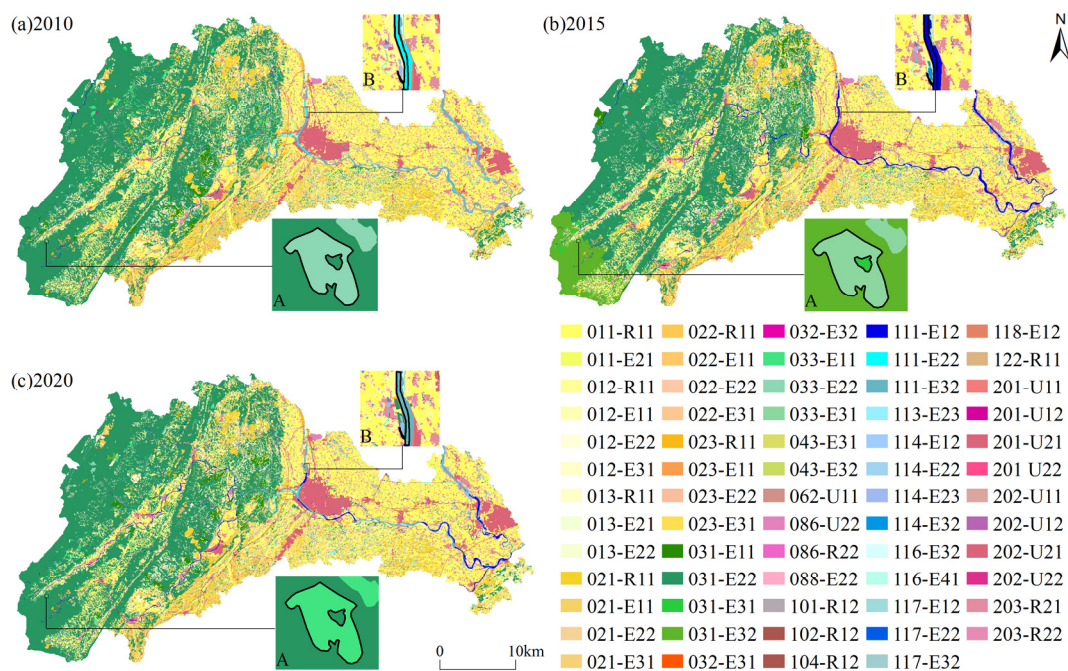 (a)2010
B
A
(b)2015
B
A
N
(c)2020
B
A
0 10km
011-R11 022-R11 032-E32 111-E12 118-E12
011-E21 022-E11 033-E11 111-E22 122-R11
012-R11 022-E22 033-E22 111-E32 201-U11
012-E11 022-E31 033-E31 113-E23 201-U12
012-E22 023-R11 043-E31 114-E12 201-U21
012-E31 023-E11 043-E32 114-E22 201 U22
013-R11 023-E22 062-U11 114-E23 202-U11
013-E21 023-E31 086-U22 114-E32 202-U12
013-E22 031-E11 086-R22 116-E32 202-U21
021-R11 031-E22 088-E22 116-E41 202-U22
021-E11 031-E31 101-R12 117-E12 203-R21
021-E22 031-E32 102-R12 117-E22 203-R22
021-E31 032-E31 104-R12 117-E32